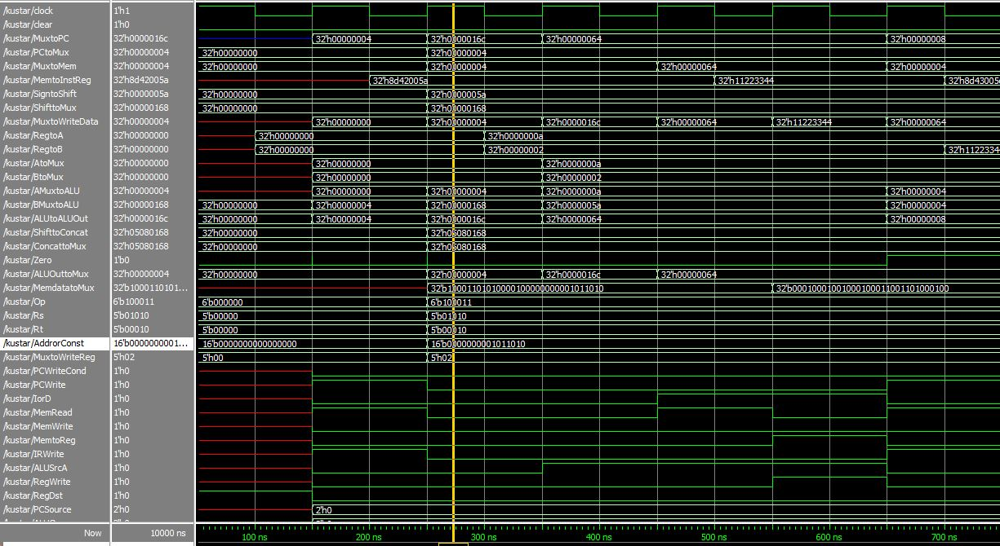 /kustar/clock 1'h1
/kustar/clear 1'h0
/kustar/MuxtoPC 32'h0000016c 32'h00000004 32'h0000016c 32'h00000064 32'h00000008
/kustar/PCtoMux 32'h00000004 32'h00000000 32'h00000004
/kustar/MuxtoMem 32'h00000004 32'h00000000 32'h00000004 32'h00000064 32'h00000004
/kustar/MemtoInstReg 32'h8d42005a 32'h8d42005a 32'h11223344 32'h8d43005
/kustar/SigntoShift 32'h0000005a 32'h00000000 32'h0000005a
/kustar/ShifttoMux 32'h00000168 32'h00000000 32'h00000168
/kustar/MuxtoWriteData 32'h00000004 32'h00000000 32'h00000004 32'h0000016c 32'h00000064 32'h11223344 32'h00000064
/kustar/RegtoA 32'h00000000 32'h00000000 32'h0000000a
/kustar/RegtoB 32'h00000000 32'h00000000 32'h00000002 32'h1122334
/kustar/AtoMux 32'h00000000 32'h00000000 32'h0000000a
/kustar/BtoMux 32'h00000000 32'h00000000 32'h00000002
/kustar/AMuxtoALU 32'h00000004 32'h00000000 32'h00000004 32'h0000000a 32'h00000004
/kustar/BMuxtoALU 32'h00000168 32'h00000000 32'h00000004 32'h00000168 32'h0000005a 32'h00000004
/kustar/ALUtoALUOut 32'h0000016c 32'h00000000 32'h00000004 32'h0000016c 32'h00000064 32'h00000008
/kustar/ShifttoConcat 32'h05080168 32'h00000000 32'h05080168
/kustar/ConcattoMux 32'h05080168 32'h00000000 32'h05080168
/kustar/Zero 1'b0
/kustar/ALUOuttoMux 32'h00000004 32'h00000000 32'h00000004 32'h0000016c 32'h00000064
/kustar/MemdatatoMux 32'b1000110101... 32'b10001101010000100000000001011010 32'b00010001001000100011001101000100
/kustar/Op 6'b100011 6'b000000 6'b100011
/kustar/Rs 5'b01010 5'b00000 5'b01010
/kustar/Rt 5'b00010 5'b00000 5'b00010
/kustar/AddrorConst 16'b0000000001... 16'b0000000000000000 16'b0000000001011010
/kustar/MuxtoWriteReg 5'h02 5'h00 5'h02
/kustar/PCWriteCond 1'h0
/kustar/PCWrite 1'h0
/kustar/IorD 1'h0
/kustar/MemRead 1'h0
/kustar/MemWrite 1'h0
/kustar/MemtoReg 1'h0
/kustar/IRWrite 1'h0
/kustar/ALUSrcA 1'h0
/kustar/RegWrite 1'h0
/kustar/RegDst 1'h0
/kustar/PCSource 2'h0 2'h0
Now 10000 ns 100 ns 200 ns 300 ns 400 ns 500 ns 600 ns 700 ns